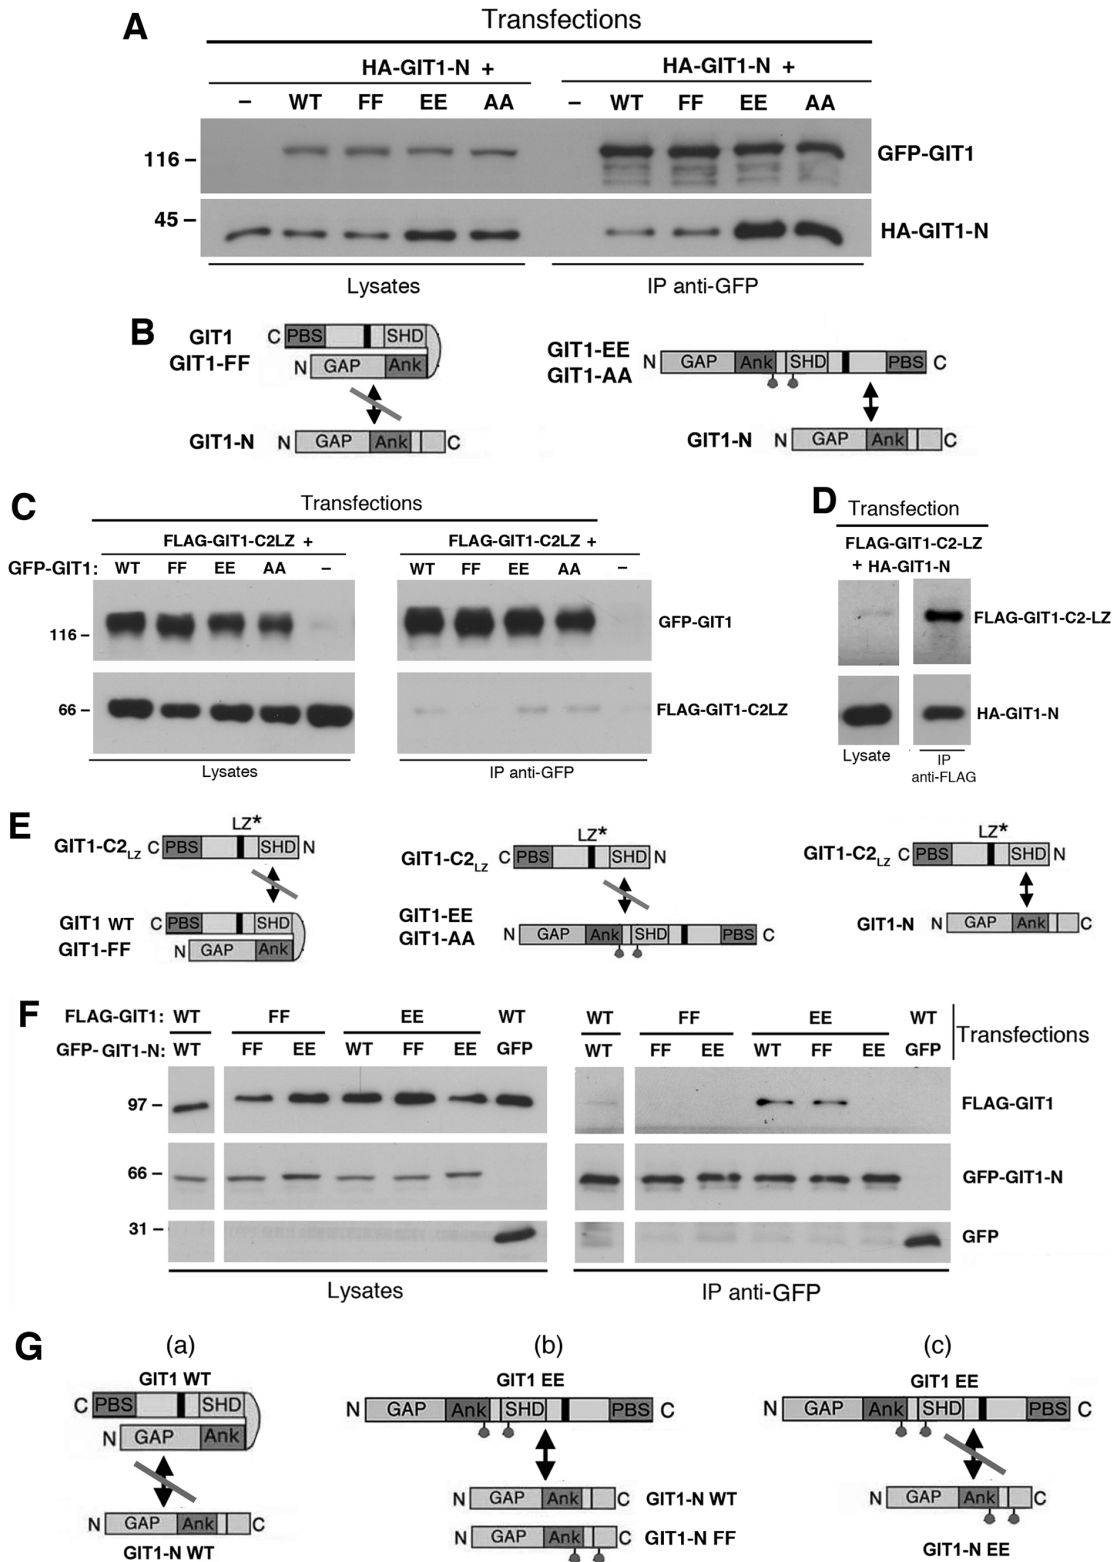 A
Transfections
HA-GIT1-N + HA-GIT1-N +
– WT FF EE AA – WT FF EE AA
116 – GFP-GIT1
45 – HA-GIT1-N
Lysates IP anti-GFP
B
GIT1
GIT1-FF
C PBS SHD
N GAP Ank
GIT1-N N GAP Ank C
GIT1-EE
GIT1-AA
N GAP Ank SHD PBS C
GIT1-N N GAP Ank C
C
Transfections
FLAG-GIT1-C2LZ + FLAG-GIT1-C2LZ +
GFP-GIT1: WT FF EE AA – WT FF EE AA –
116 – GFP-GIT1
66 – FLAG-GIT1-C2LZ
Lysates IP anti-GFP
D
Transfection
FLAG-GIT1-C2-LZ
+ HA-GIT1-N
FLAG-GIT1-C2-LZ
HA-GIT1-N
Lysate IP
anti-FLAG
E
LZ*
GIT1-C2LZ C PBS SHD N
GIT1 WT
GIT1-FF
C PBS SHD
N GAP Ank
LZ*
GIT1-C2LZ C PBS SHD N
GIT1-EE
GIT1-AA
N GAP Ank SHD PBS C
LZ*
GIT1-C2LZ C PBS SHD N
GIT1-N N GAP Ank C
F
FLAG-GIT1: WT FF EE WT WT FF EE WT
GFP-GIT1-N: WT FF EE WT FF EE GFP WT FF EE WT FF EE GFP
Transfections
97 – FLAG-GIT1
66 – GFP-GIT1-N
31 – GFP
Lysates IP anti-GFP
G
(a)
GIT1 WT
C PBS SHD
N GAP Ank
N GAP Ank C
GIT1-N WT
(b)
GIT1 EE
N GAP Ank SHD PBS C
N GAP Ank C GIT1-N WT
N GAP Ank C GIT1-N FF
(c)
GIT1 EE
N GAP Ank SHD PBS C
N GAP Ank C
GIT1-N EE